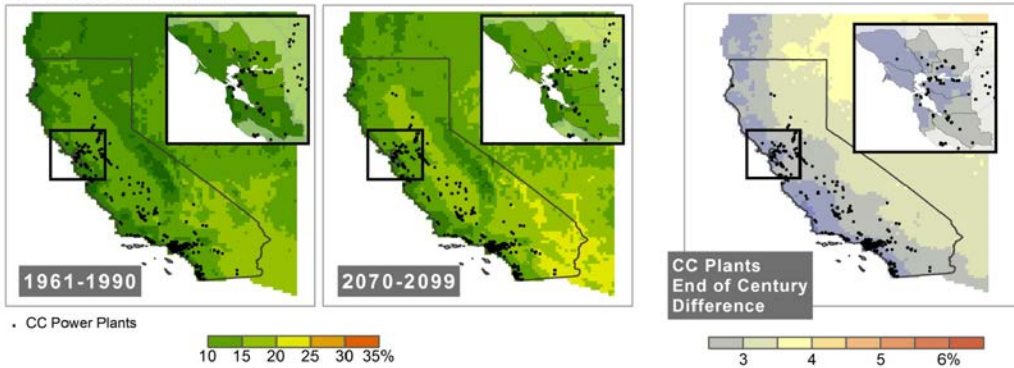 1961-1990
2070-2099
CC Plants
End of Century
Difference
CC Power Plants
10 15 20 25 30 35%
3 4 5 6%